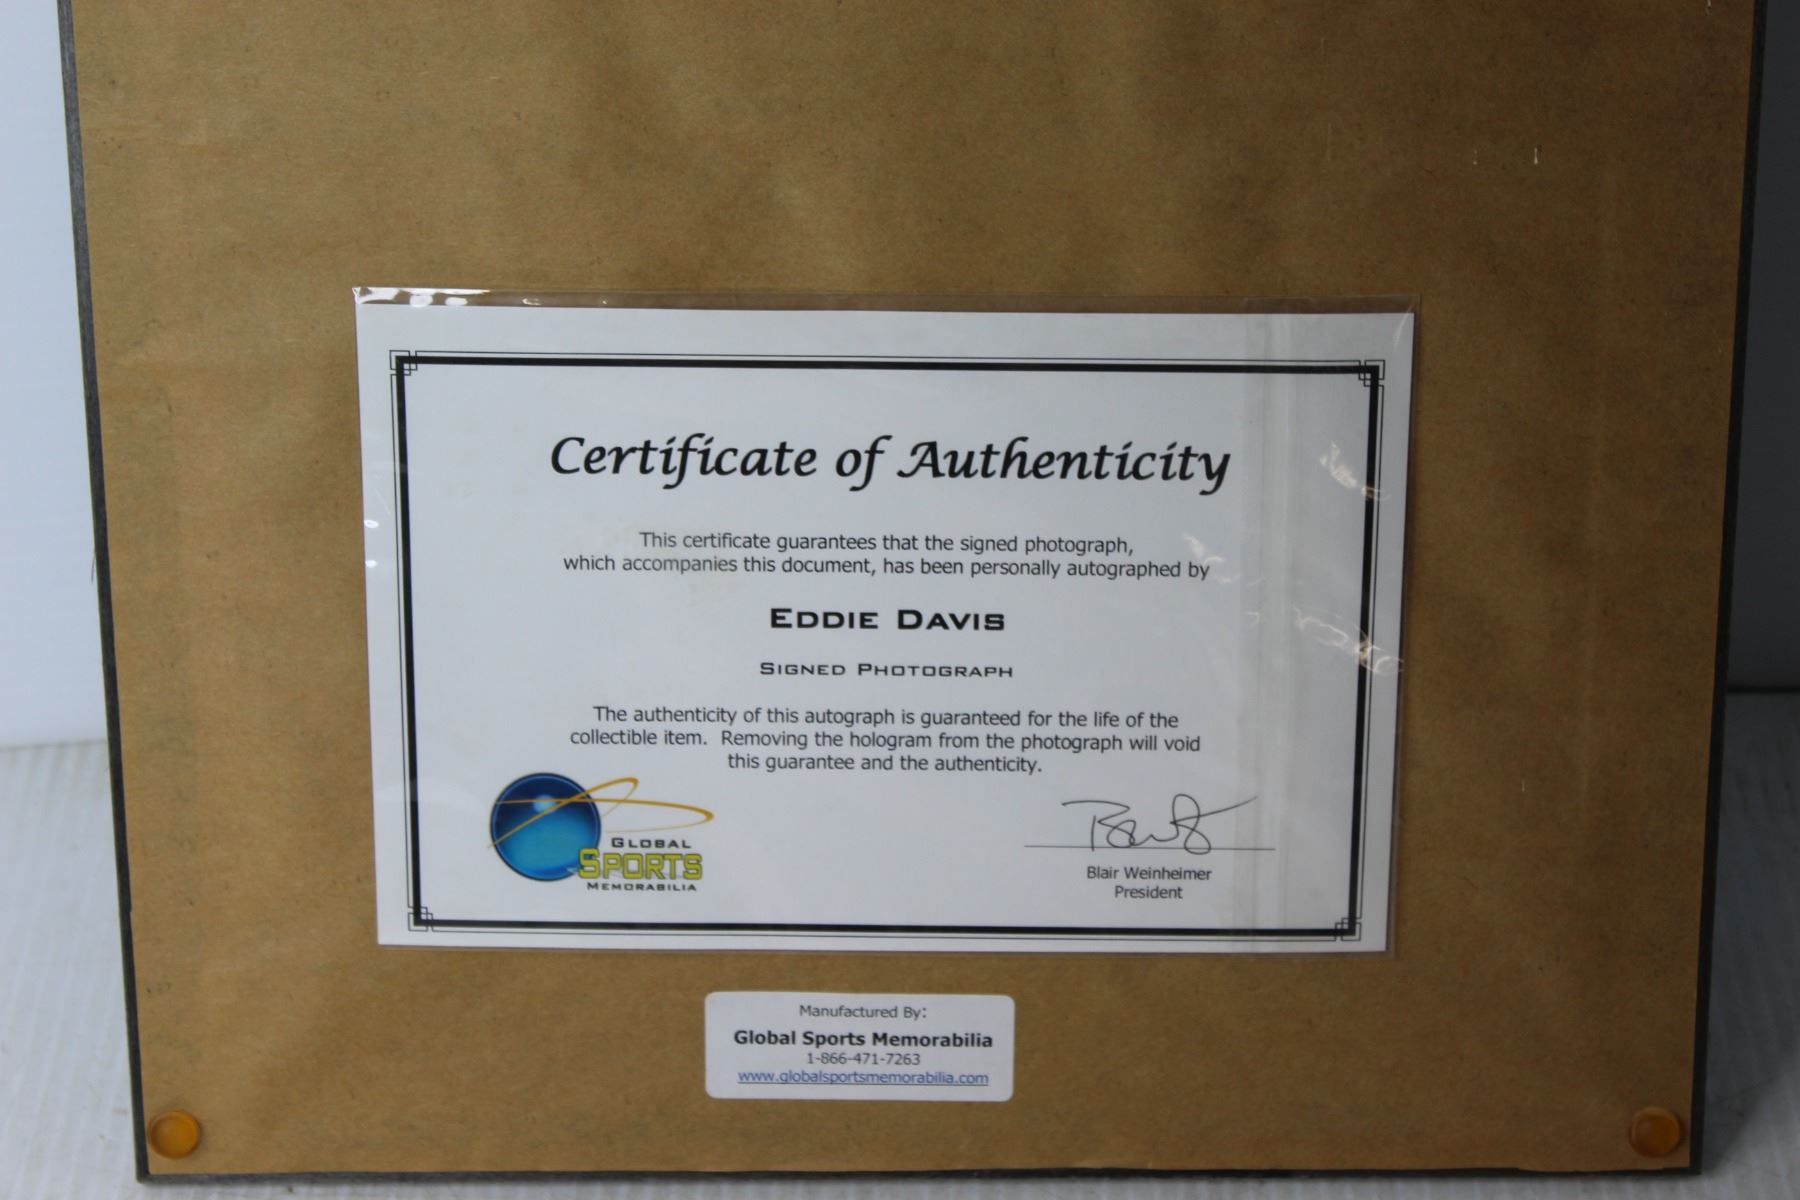 Certificate of Authenticity
This certificate guarantees that the signed photograph,
which accompanies this document, has been personally autographed by
EDDIE DAVIS
SIGNED PHOTOGRAPH
The authenticity of this autograph is guaranteed for the life of the
collectible item. Removing the hologram from the photograph will void
this guarantee and the authenticity.
GLOBAL
SPORTS
MEMORABILIA
Blair Weinheimer
President
Manufactured By:
Global Sports Memorabilia
1-866-471-7263
www.globalsportsmemorabilia.com